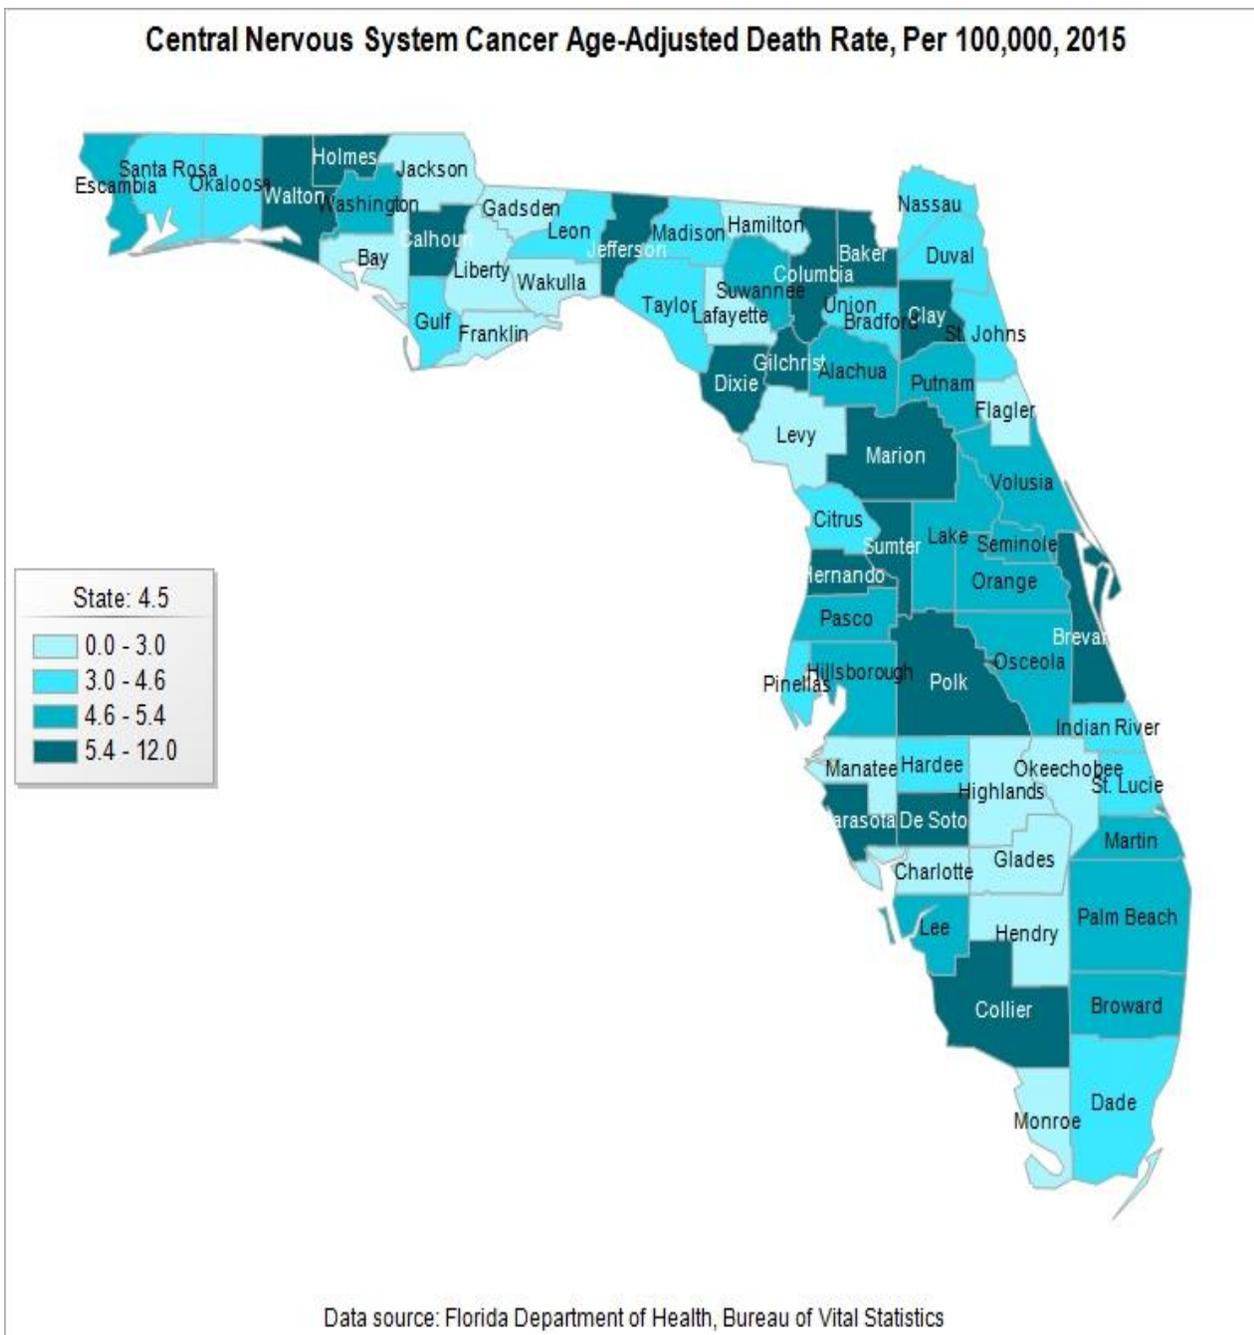 Central Nervous System Cancer Age-Adjusted Death Rate, Per 100,000, 2015
Holmes
Jackson
Santa Rosa
Escambia
Okaloosa
Walton
Washington
Gadsden
Nassau
Calhoun
Leon
Jefferson
Madison
Hamilton
Bay
Liberty
Wakulla
Baker
Duval
Columbia
Suwannee
Taylor
Lafayette
Union
Bradford
Clay
Gulf
Franklin
St. Johns
Gilchrist
Alachua
Dixie
Putnam
Flagler
Levy
Marion
Volusia
Citrus
Lake
Sumter
Seminole
Hernando
Orange
Pasco
Brevar
Osceola
Hillsborough
Pinellas
Polk
Indian River
Manatee
Hardee
Okeechobee
Highlands
St. Lucie
arasota
De Soto
Martin
Glades
Charlotte
Palm Beach
Lee
Hendry
Broward
Collier
Dade
Monroe
State: 4.5
0.0 - 3.0
3.0 - 4.6
4.6 - 5.4
5.4 - 12.0
Data source: Florida Department of Health, Bureau of Vital Statistics